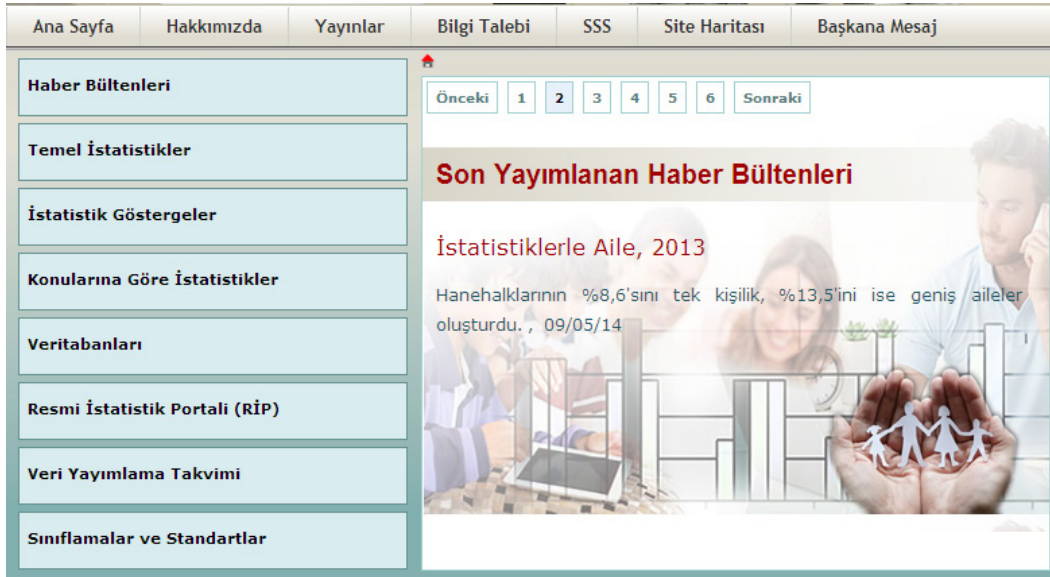 Ana Sayfa Hakkımızda Yayınlar Bilgi Talebi SSS Site Haritası Başkana Mesaj
Haber Bültenleri
Temel İstatistikler
İstatistik Göstergeler
Konularına Göre İstatistikler
Veritabanları
Resmi İstatistik Portali (RİP)
Veri Yayımlama Takvimi
Sınıflamalar ve Standartlar
Önceki 1 2 3 4 5 6 Sonraki
Son Yayımlanan Haber Bültenleri
İstatistiklerle Aile, 2013
Hanehalklarının %8,6'sını tek kişilik, %13,5'ini ise geniş aileler
oluşturdu. , 09/05/14